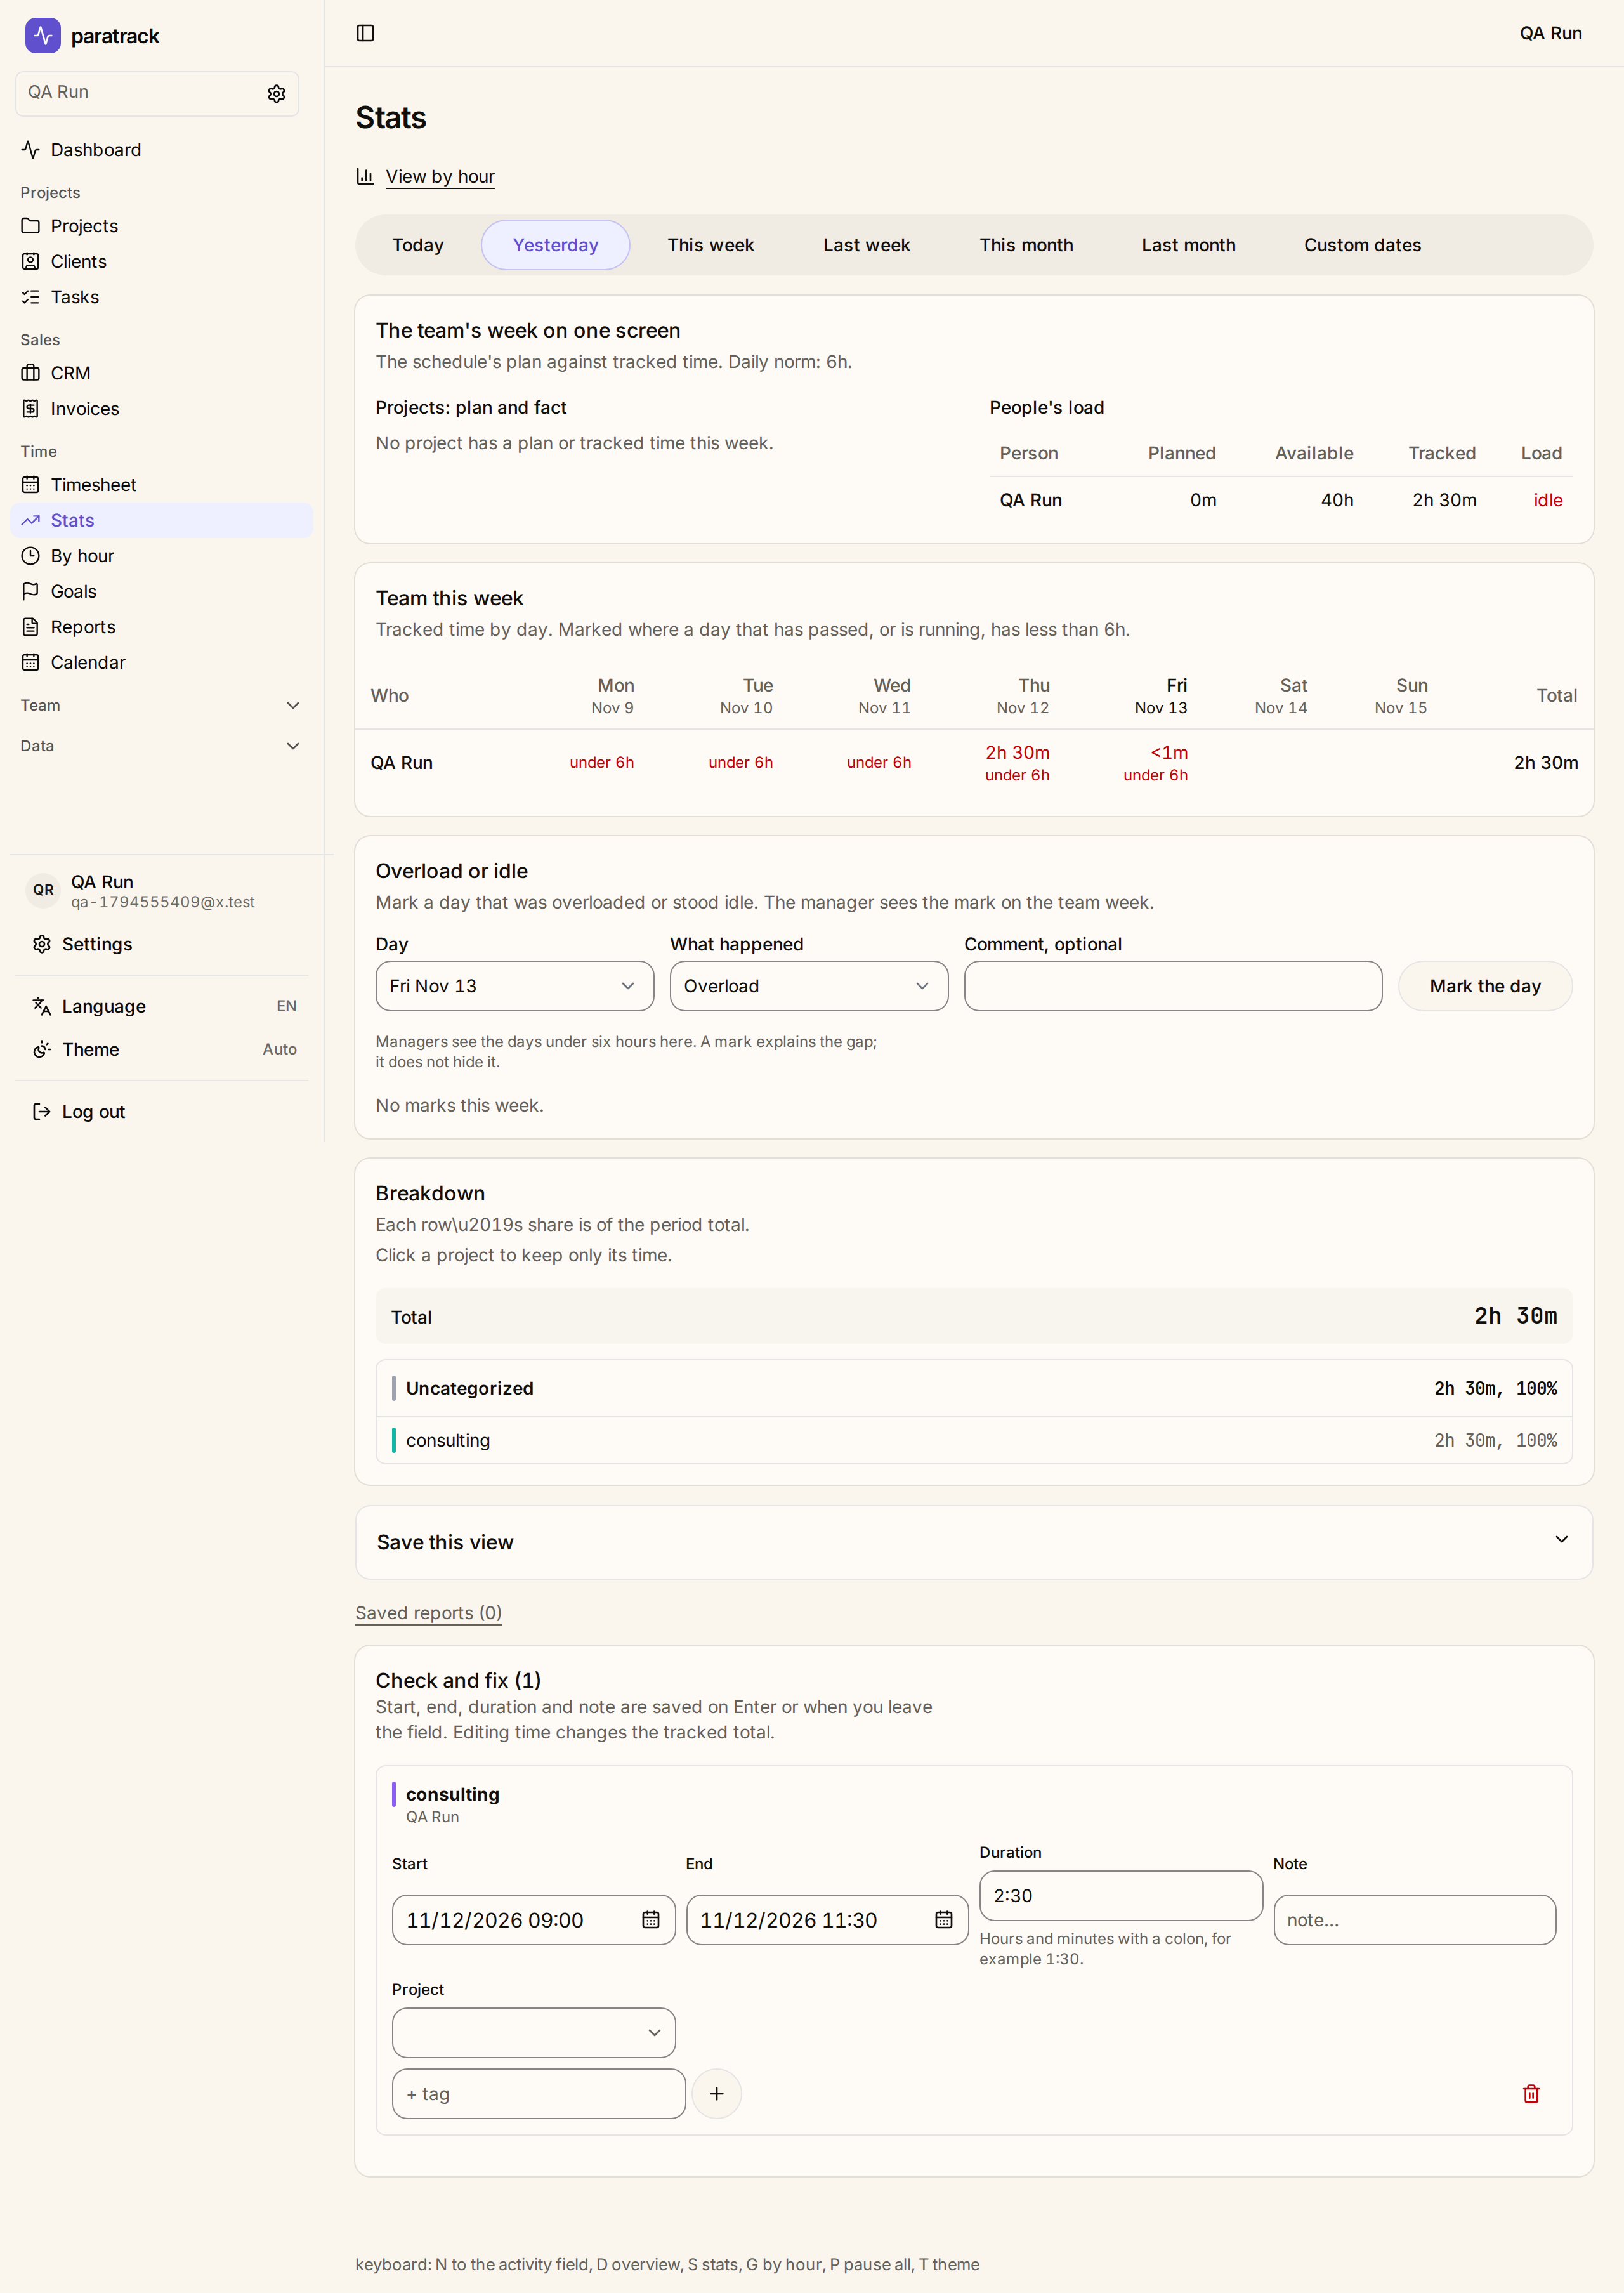 paratrack
QA Run
QA Run
Dashboard
Projects
Projects
Clients
Tasks
Sales
CRM
Invoices
Time
Timesheet
Stats
By hour
Goals
Reports
Calendar
Team
Data
QR
QA Run
qa-1794555409@x.test
Settings
Language EN
Theme Auto
Log out
Stats
View by hour
Today Yesterday This week Last week This month Last month Custom dates
The team's week on one screen
The schedule's plan against tracked time. Daily norm: 6h.
Projects: plan and fact
No project has a plan or tracked time this week.
People's load
Person Planned Available Tracked Load
QA Run 0m 40h 2h 30m idle
Team this week
Tracked time by day. Marked where a day that has passed, or is running, has less than 6h.
Who Mon Tue Wed Thu Fri Sat Sun Total
Nov 9 Nov 10 Nov 11 Nov 12 Nov 13 Nov 14 Nov 15
QA Run under 6h under 6h under 6h 2h 30m <1m 2h 30m
under 6h under 6h
Overload or idle
Mark a day that was overloaded or stood idle. The manager sees the mark on the team week.
Day What happened Comment, optional
Fri Nov 13 Overload Mark the day
Managers see the days under six hours here. A mark explains the gap;
it does not hide it.
No marks this week.
Breakdown
Each row\u2019s share is of the period total.
Click a project to keep only its time.
Total 2h 30m
Uncategorized 2h 30m, 100%
consulting 2h 30m, 100%
Save this view
Saved reports (0)
Check and fix (1)
Start, end, duration and note are saved on Enter or when you leave
the field. Editing time changes the tracked total.
consulting
QA Run
Start End Duration Note
11/12/2026 09:00 11/12/2026 11:30 2:30 note...
Hours and minutes with a colon, for
example 1:30.
Project
+ tag
keyboard: N to the activity field, D overview, S stats, G by hour, P pause all, T theme